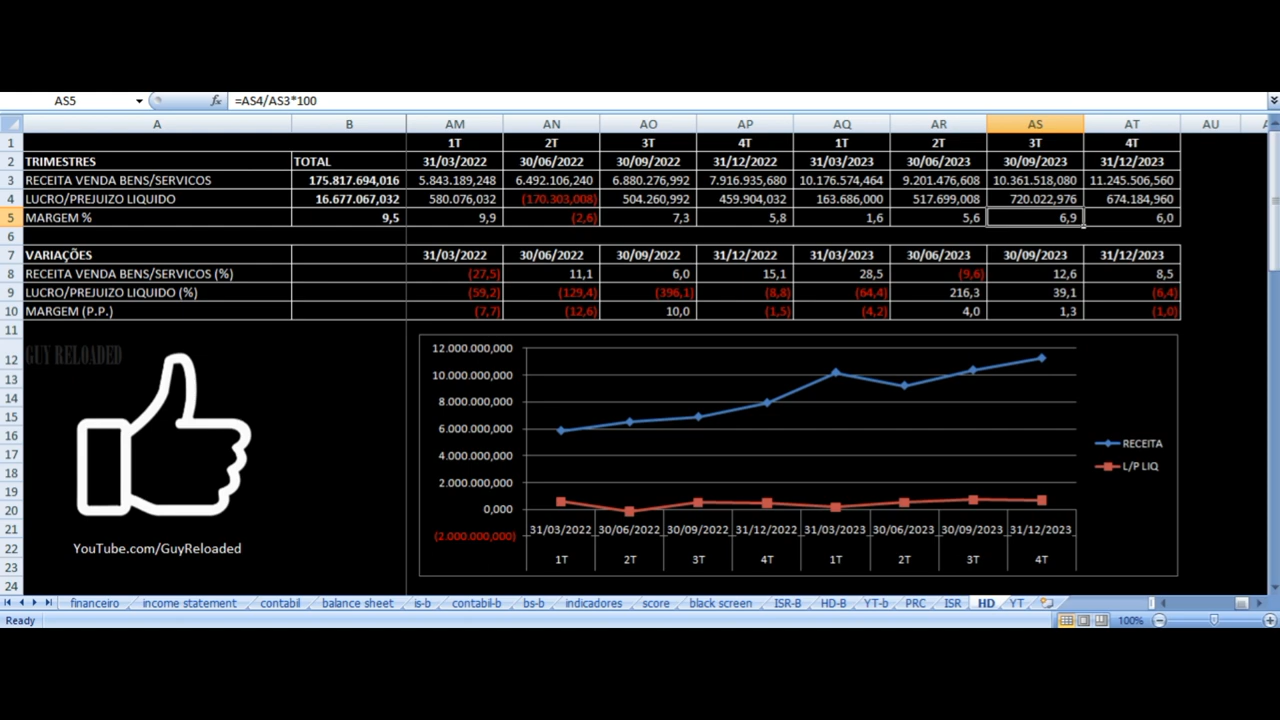 AS5 fx =AS4/AS3*100
A B AM AN AO AP AQ AR AS AT AU
1 1T 2T 3T 4T 1T 2T 3T 4T
2 TRIMESTRES TOTAL 31/03/2022 30/06/2022 30/09/2022 31/12/2022 31/03/2023 30/06/2023 30/09/2023 31/12/2023
3 RECEITA VENDA BENS/SERVICOS 175.817.694,016 5.843.189,248 6.492.106,240 6.880.276,992 7.916.935,680 10.176.574,464 9.201.476,608 10.361.518,080 11.245.506,560
4 LUCRO/PREJUIZO LIQUIDO 16.677.067,032 580.076,032 (170.303,008) 504.260,992 459.904,032 163.686,000 517.699,008 720.022,976 674.184,960
5 MARGEM % 9,5 9,9 (2,6) 7,3 5,8 1,6 5,6 6,9 6,0
6
7 VARIAÇÕES 31/03/2022 30/06/2022 30/09/2022 31/12/2022 31/03/2023 30/06/2023 30/09/2023 31/12/2023
8 RECEITA VENDA BENS/SERVICOS (%) (27,5) 11,1 6,0 15,1 28,5 (9,6) 12,6 8,5
9 LUCRO/PREJUIZO LIQUIDO (%) (59,2) (129,4) (396,1) (8,8) (64,4) 216,3 39,1 (6,4)
10 MARGEM (P.P.) (7,7) (12,6) 10,0 (1,5) (4,2) 4,0 1,3 (1,0)
11
12
13
14
15
16
17
18
19
20
21
22
23
24
GUY RELOADED
YouTube.com/GuyReloaded
12.000.000,000
10.000.000,000
8.000.000,000
6.000.000,000
4.000.000,000
2.000.000,000
0,000
(2.000.000,000)
31/03/2022 30/06/2022 30/09/2022 31/12/2022 31/03/2023 30/06/2023 30/09/2023 31/12/2023
1T 2T 3T 4T 1T 2T 3T 4T
RECEITA
L/P LIQ
financeiro income statement contabil balance sheet is-b contabil-b bs-b indicadores score black screen ISR-B HD-B YT-b PRC ISR HD YT
Ready 100%